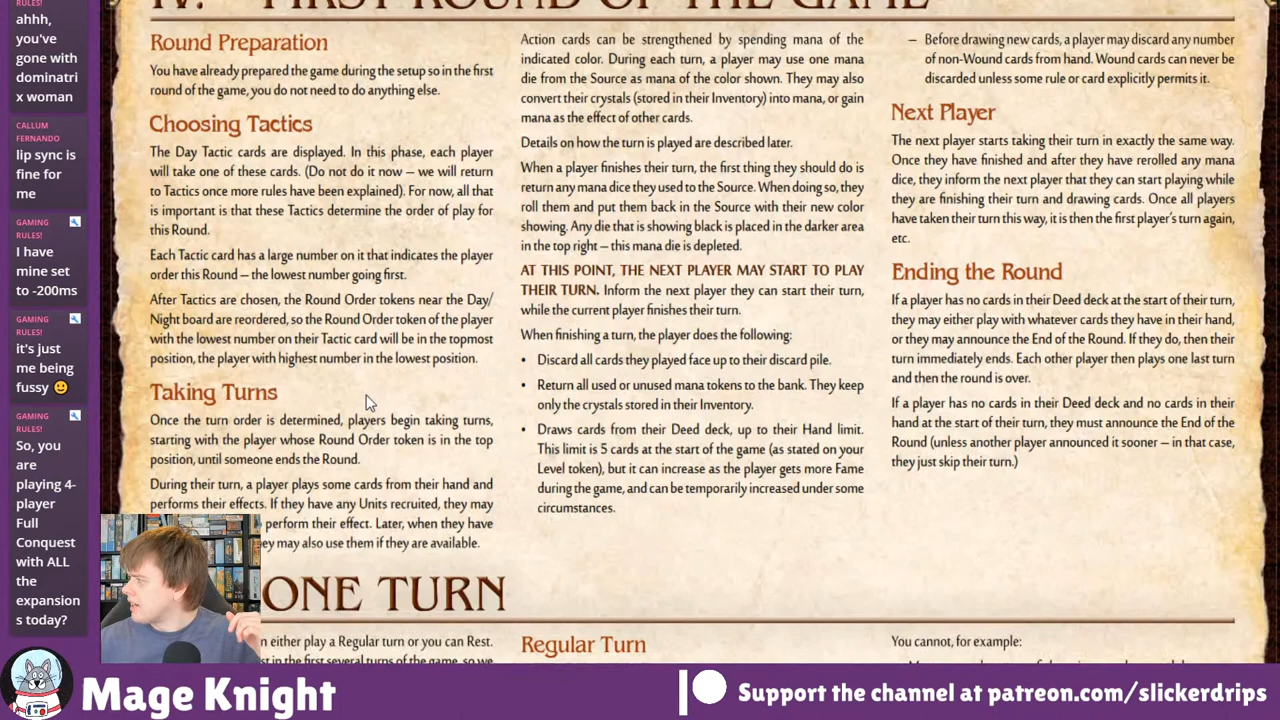 RULES!
ahhh,
you've
gone with
dominatri
x woman
CALLUM
FERNANDO
lip sync is
fine for
me
GAMING
RULES!
I have
mine set
to -200ms
GAMING
RULES!
it's just
me being
fussy
GAMING
RULES!
So, you
are
playing 4-
player
Full
Conquest
with ALL
the
expansion
s today?
IV. FIRST ROUND OF THE GAME
Round Preparation
You have already prepared the game during the setup so in the first
round of the game, you do not need to do anything else.
Choosing Tactics
The Day Tactic cards are displayed. In this phase, each player
will take one of these cards. (Do not do it now — we will return
to Tactics once more rules have been explained). For now, all that
is important is that these Tactics determine the order of play for
this Round.
Each Tactic card has a large number on it that indicates the player
order this Round — the lowest number going first.
After Tactics are chosen, the Round Order tokens near the Day/
Night board are reordered, so the Round Order token of the player
with the lowest number on their Tactic card will be in the topmost
position, the player with highest number in the lowest position.
Taking Turns
Once the turn order is determined, players begin taking turns,
starting with the player whose Round Order token is in the top
position, until someone ends the Round.
During their turn, a player plays some cards from their hand and
performs their effects. If they have any Units recruited, they may
perform their effect. Later, when they have
ey may also use them if they are available.
Action cards can be strengthened by spending mana of the
indicated color. During each turn, a player may use one mana
die from the Source as mana of the color shown. They may also
convert their crystals (stored in their Inventory) into mana, or gain
mana as the effect of other cards.
Details on how the turn is played are described later.
When a player finishes their turn, the first thing they should do is
return any mana dice they used to the Source. When doing so, they
roll them and put them back in the Source with their new color
showing. Any die that is showing black is placed in the darker area
in the top right — this mana die is depleted.
AT THIS POINT, THE NEXT PLAYER MAY START TO PLAY
THEIR TURN. Inform the next player they can start their turn,
while the current player finishes their turn.
When finishing a turn, the player does the following:
• Discard all cards they played face up to their discard pile.
• Return all used or unused mana tokens to the bank. They keep
only the crystals stored in their Inventory.
• Draws cards from their Deed deck, up to their Hand limit.
This limit is 5 cards at the start of the game (as stated on your
Level token), but it can increase as the player gets more Fame
during the game, and can be temporarily increased under some
circumstances.
— Before drawing new cards, a player may discard any number
of non-Wound cards from hand. Wound cards can never be
discarded unless some rule or card explicitly permits it.
Next Player
The next player starts taking their turn in exactly the same way.
Once they have finished and after they have rerolled any mana
dice, they inform the next player that they can start playing while
they are finishing their turn and drawing cards. Once all players
have taken their turn this way, it is then the first player's turn again,
etc.
Ending the Round
If a player has no cards in their Deed deck at the start of their turn,
they may either play with whatever cards they have in their hand,
or they may announce the End of the Round. If they do, then their
turn immediately ends. Each other player then plays one last turn
and then the round is over.
If a player has no cards in their Deed deck and no cards in their
hand at the start of their turn, they must announce the End of the
Round (unless another player announced it sooner — in that case,
they just skip their turn.)
ONE TURN
n either play a Regular turn or you can Rest.
st in the first several turns of the game, so we
Regular Turn
You cannot, for example:
Mage Knight
Support the channel at patreon.com/slickerdrips